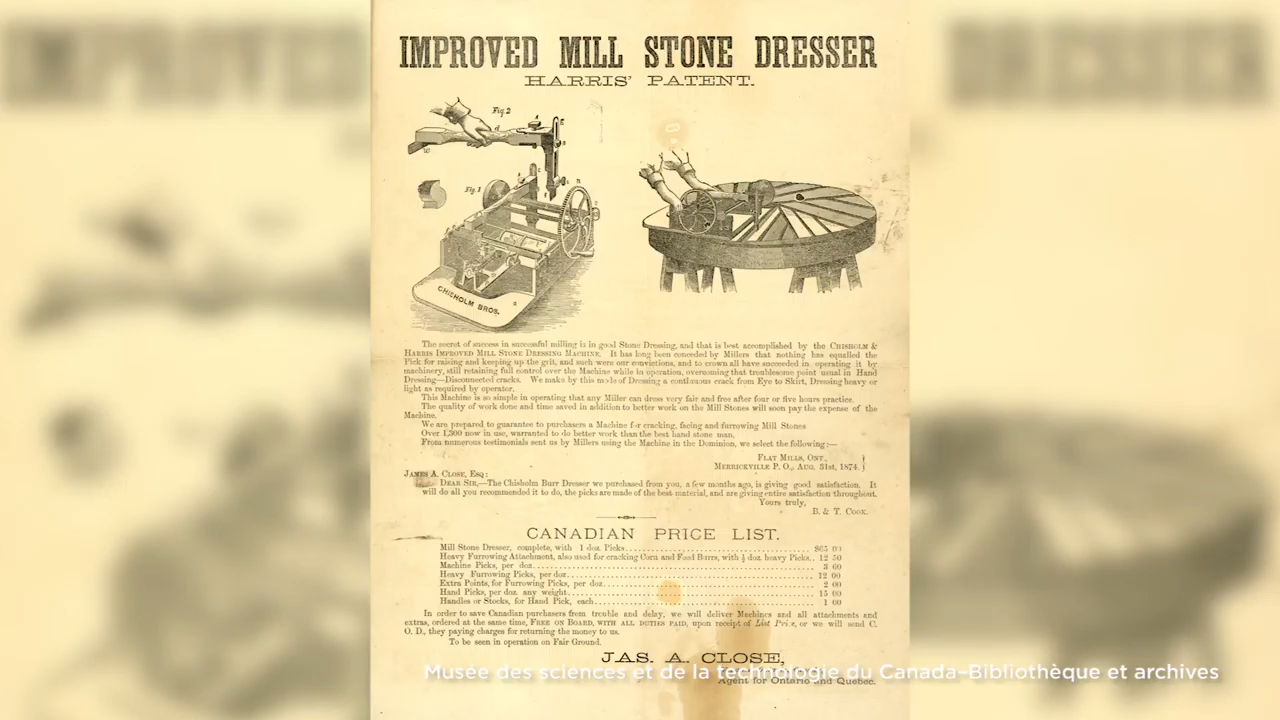 IMPROVED MILL STONE DRESSER
HARRIS' PATENT.
Fig. 2
Fig. 1
CHISHOLM BROS.
The secret of success in successful milling is in good Stone Dressing, and that is best accomplished by the CHISHOLM &
HARRIS IMPROVED MILL STONE DRESSING MACHINE. It has long been conceded by Millers that nothing has equalled the
Pick for raising and keeping up the grit, and such were our convictions, and to crown all have succeeded in operating it by
machinery, still retaining full control over the Machine while in operation, overcoming that troublesome point usual in Hand
Dressing—Disconnected cracks. We make by this mode of Dressing a continuous crack from Eye to Skirt, Dressing heavy or
light as required by operator.
This Machine is so simple in operating that any Miller can dress very fair and free after four or five hours practice.
The quality of work done and time saved in addition to better work on the Mill Stones will soon pay the expense of the
Machine.
We are prepared to guarantee to purchasers a Machine for cracking, facing and furrowing Mill Stones
Over 1,300 now in use, warranted to do better work than the best hand stone man.
From numerous testimonials sent us by Millers using the Machine in the Dominion, we select the following:—
FLAT MILLS, ONT.,
MERRICKVILLE P. O., AUG. 31st, 1874.
JAMES A. CLOSE, ESQ:
DEAR SIR,—The Chisholm Burr Dresser we purchased from you, a few months ago, is giving good satisfaction. It
will do all you recommended it to do, the picks are made of the best material, and are giving entire satisfaction throughout.
Yours truly,
B. & T. COOK.
CANADIAN PRICE LIST.
Mill Stone Dresser, complete, with 1 doz. Picks........ $65 00
Heavy Furrowing Attachment, also used for cracking Corn and Feed Burrs, with ½ doz. heavy Picks.. 12 50
Machine Picks, per doz........ 3 60
Heavy Furrowing Picks, per doz........ 12 00
Extra Points, for Furrowing Picks, per doz........ 2 00
Hand Picks, per doz. any weight........ 15 00
Handles or Stocks, for Hand Pick, each........ 1 00
In order to save Canadian purchasers from trouble and delay, we will deliver Machines and all attachments and
extras, ordered at the same time, FREE ON BOARD, WITH ALL DUTIES PAID, upon receipt of List Price, or we will send C.
O. D., they paying charges for returning the money to us.
To be seen in operation on Fair Ground.
JAS. A. CLOSE,
Musée des sciences et de la technologie du Canada-Bibliothèque et archives
Agent for Ontario and Quebec.